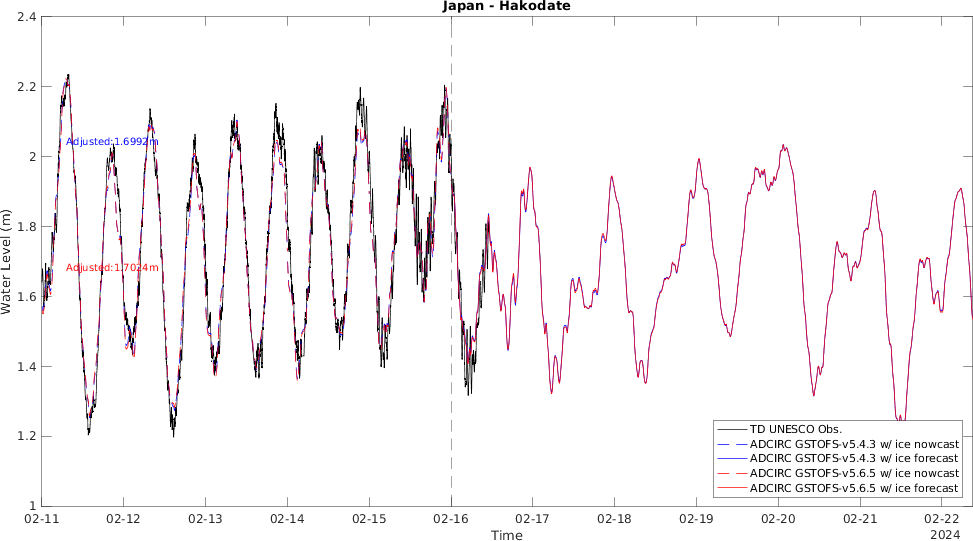 Japan - Hakodate
2.4
2.2
2
1.8
1.6
1.4
1.2
1
Water Level (m)
Adjusted:1.6992m
Adjusted:1.7024m
TD UNESCO Obs.
ADCIRC GSTOFS-v5.4.3 w/ ice nowcast
ADCIRC GSTOFS-v5.4.3 w/ ice forecast
ADCIRC GSTOFS-v5.6.5 w/ ice nowcast
ADCIRC GSTOFS-v5.6.5 w/ ice forecast
02-11 02-12 02-13 02-14 02-15 02-16 02-17 02-18 02-19 02-20 02-21 02-22
Time
2024